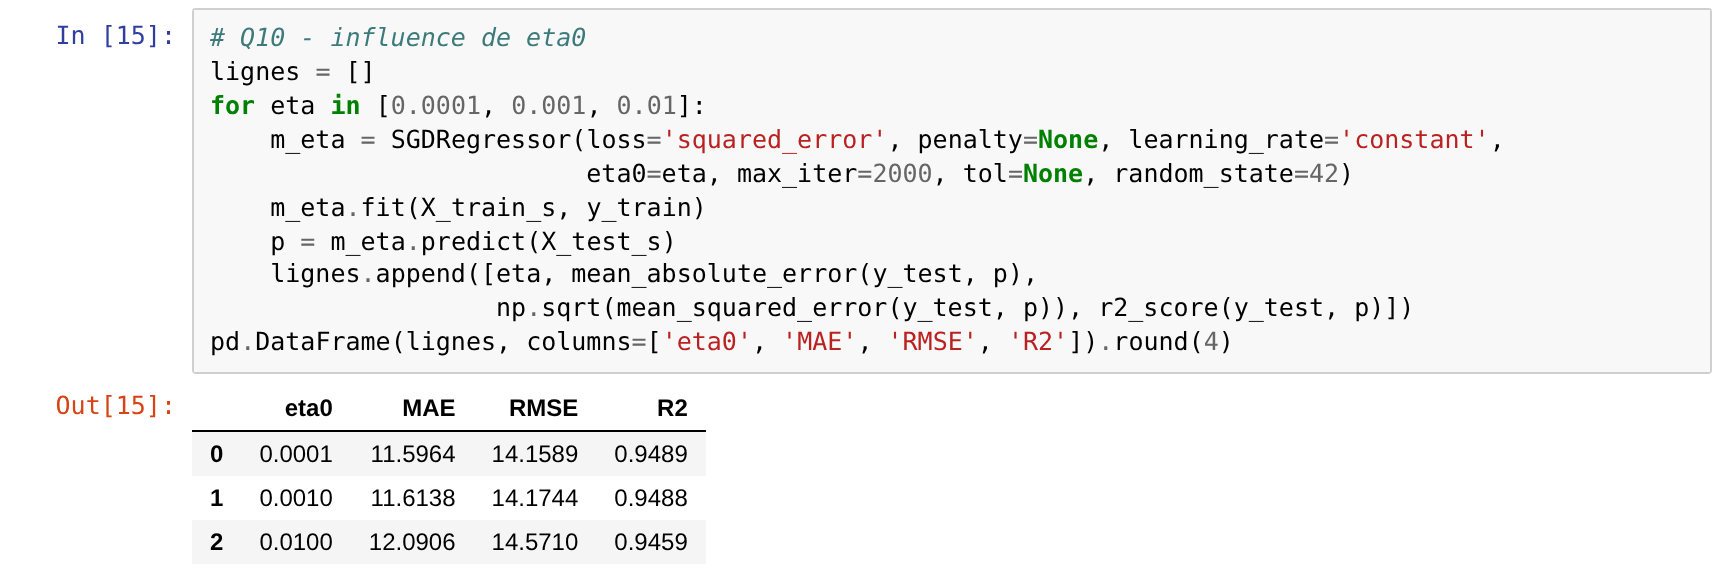 In [15]: # Q10 - influence de eta0
lignes = []
for eta in [0.0001, 0.001, 0.01]:
    m_eta = SGDRegressor(loss='squared_error', penalty=None, learning_rate='constant',
                         eta0=eta, max_iter=2000, tol=None, random_state=42)
    m_eta.fit(X_train_s, y_train)
    p = m_eta.predict(X_test_s)
    lignes.append([eta, mean_absolute_error(y_test, p),
                   np.sqrt(mean_squared_error(y_test, p)), r2_score(y_test, p)])
pd.DataFrame(lignes, columns=['eta0', 'MAE', 'RMSE', 'R2']).round(4)
Out[15]: eta0 MAE RMSE R2
0 0.0001 11.5964 14.1589 0.9489
1 0.0010 11.6138 14.1744 0.9488
2 0.0100 12.0906 14.5710 0.9459